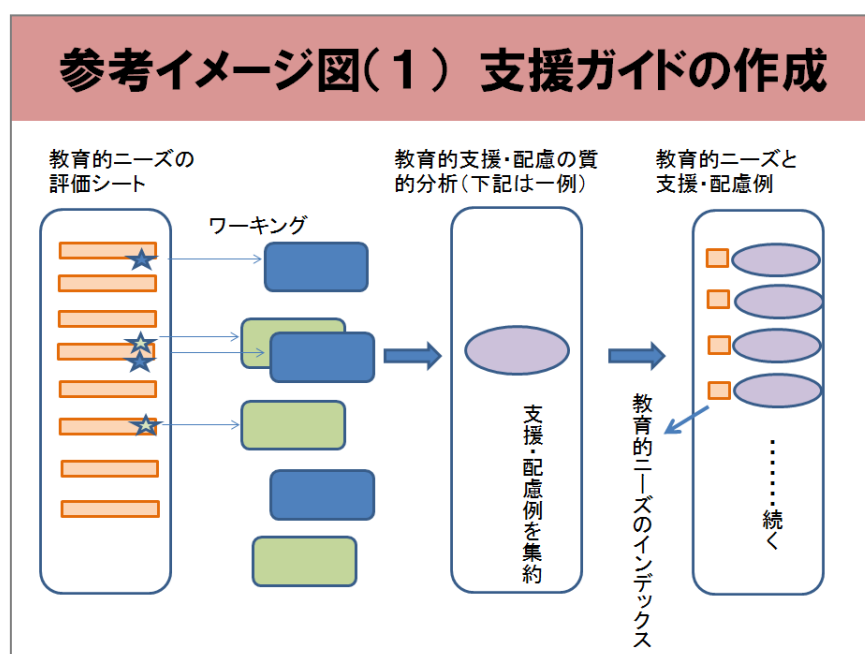 参考イメージ図(１) 支援ガイドの作成
教育的ニーズの
評価シート
ワーキング
教育的支援・配慮の質
的分析(下記は一例)
支援・配慮例を集約
教育的ニーズと
支援・配慮例
教育的ニーズのインデックス
・・・・・・・続く